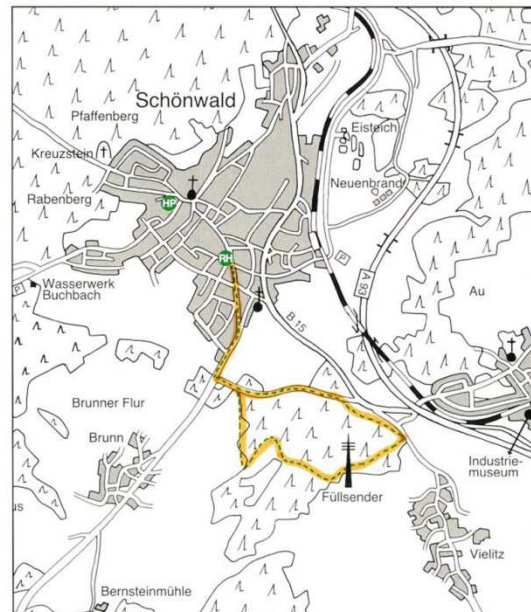 Schönwald
Pfaffenberg
Kreuzstein
Rabenberg
HP
Eisteich
Neuenbrand
RH
P
P
Wasserwerk
Buchbach
A 93
B 15
Au
Brunner Flur
Brunn
Industrie-
museum
Füllsender
us
Vielitz
Bernsteinmühle